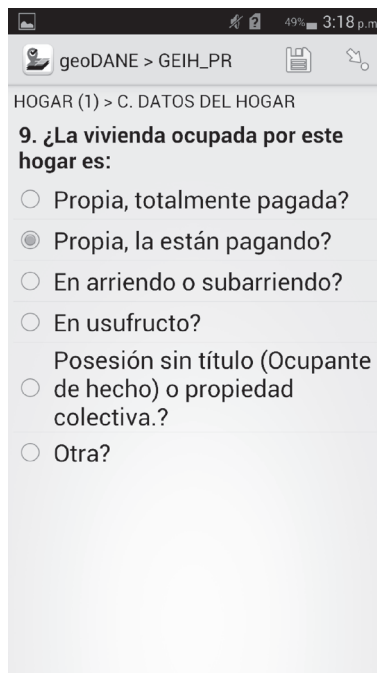 49% 3:18 p.m
geoDANE > GEIH_PR
HOGAR (1) > C. DATOS DEL HOGAR
9. ¿La vivienda ocupada por este
hogar es:
Propia, totalmente pagada?
Propia, la están pagando?
En arriendo o subarriendo?
En usufructo?
Posesión sin título (Ocupante
de hecho) o propiedad
colectiva.?
Otra?